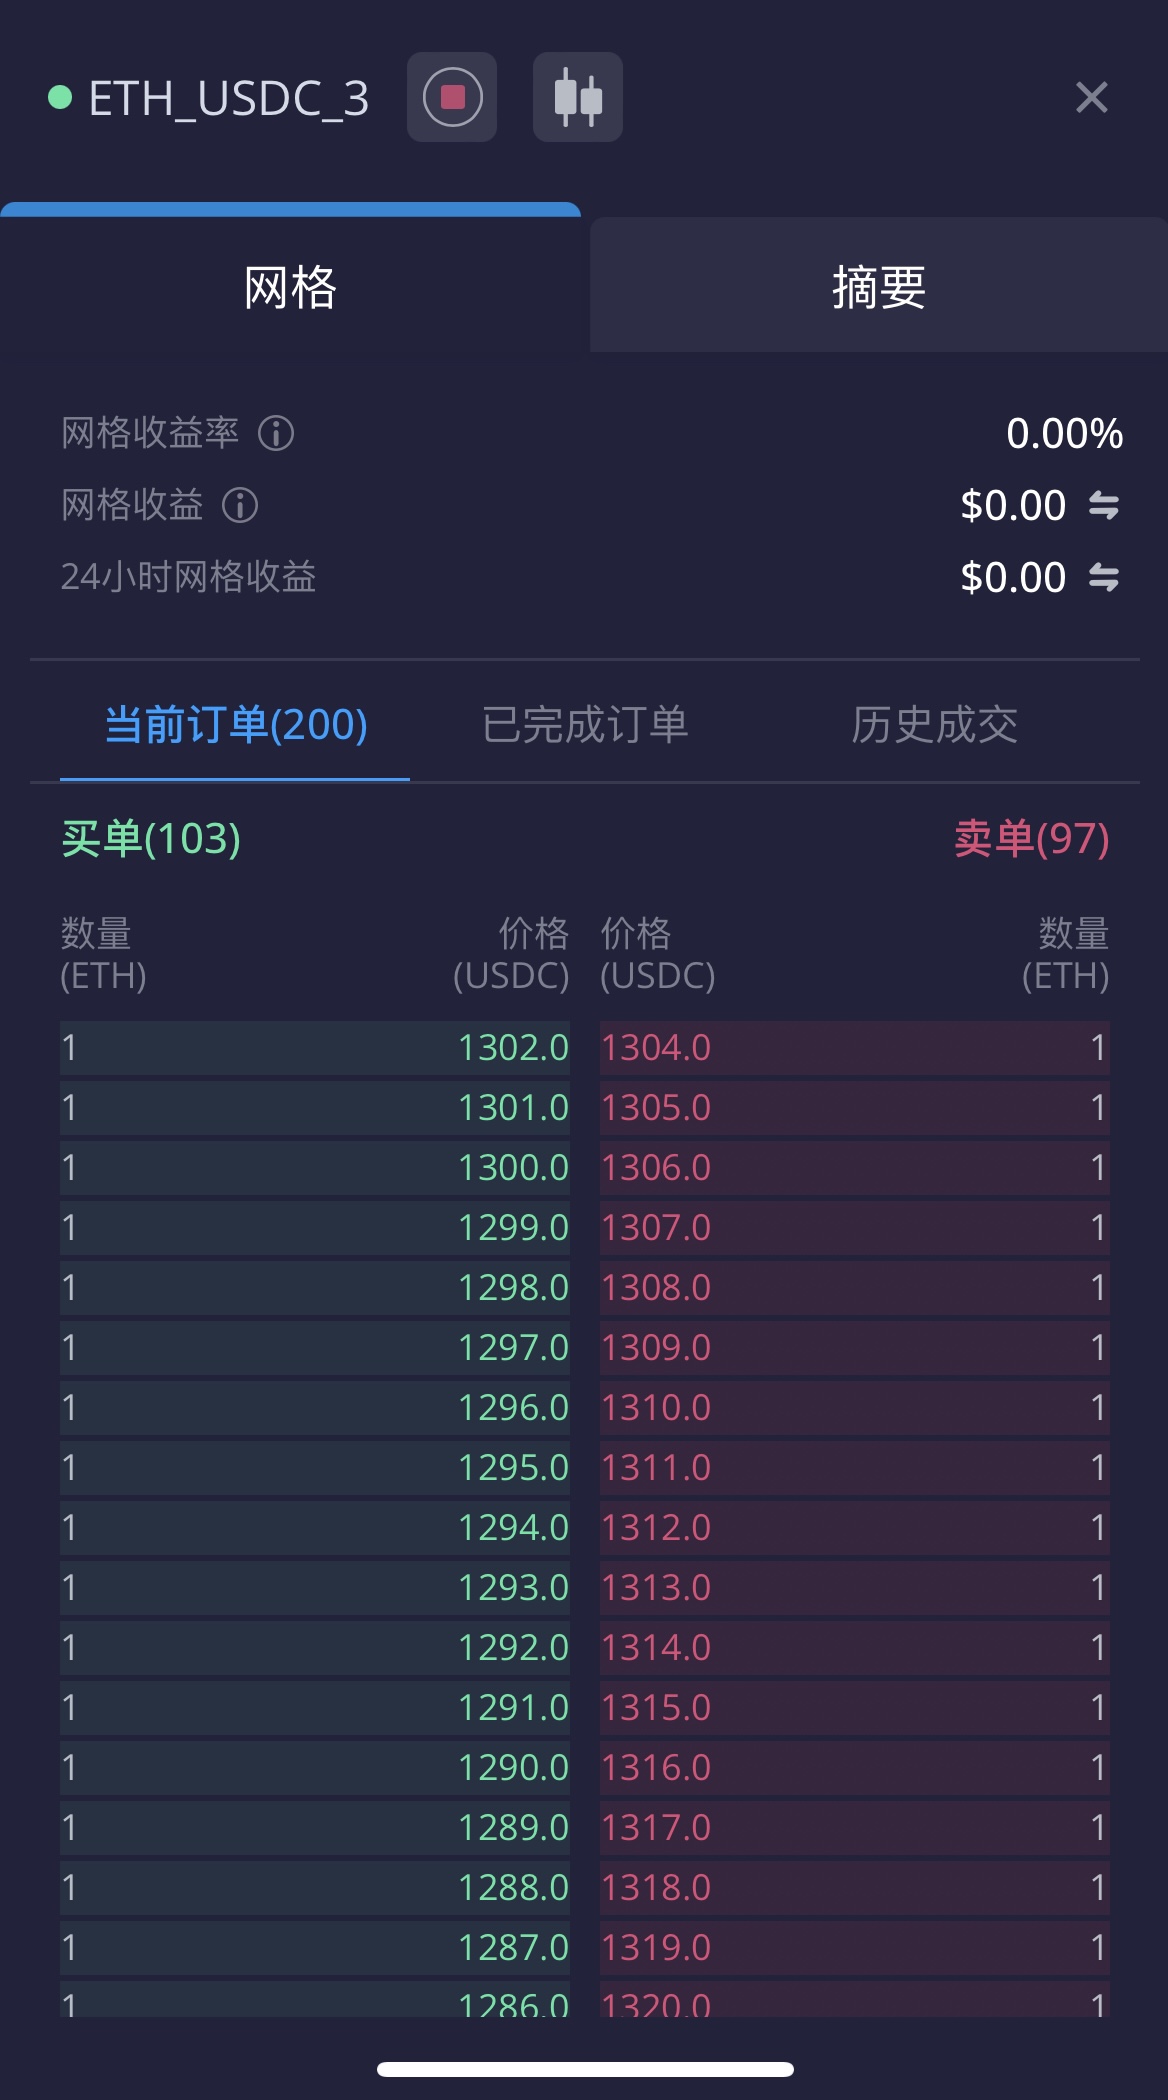 ETH_USDC_3
网格 摘要
网格收益率 0.00%
网格收益 $0.00
24小时网格收益 $0.00
当前订单(200) 已完成订单 历史成交
买单(103) 卖单(97)
数量 价格 价格 数量
(ETH) (USDC) (USDC) (ETH)
1 1302.0 1304.0 1
1 1301.0 1305.0 1
1 1300.0 1306.0 1
1 1299.0 1307.0 1
1 1298.0 1308.0 1
1 1297.0 1309.0 1
1 1296.0 1310.0 1
1 1295.0 1311.0 1
1 1294.0 1312.0 1
1 1293.0 1313.0 1
1 1292.0 1314.0 1
1 1291.0 1315.0 1
1 1290.0 1316.0 1
1 1289.0 1317.0 1
1 1288.0 1318.0 1
1 1287.0 1319.0 1
1 1286.0 1320.0 1